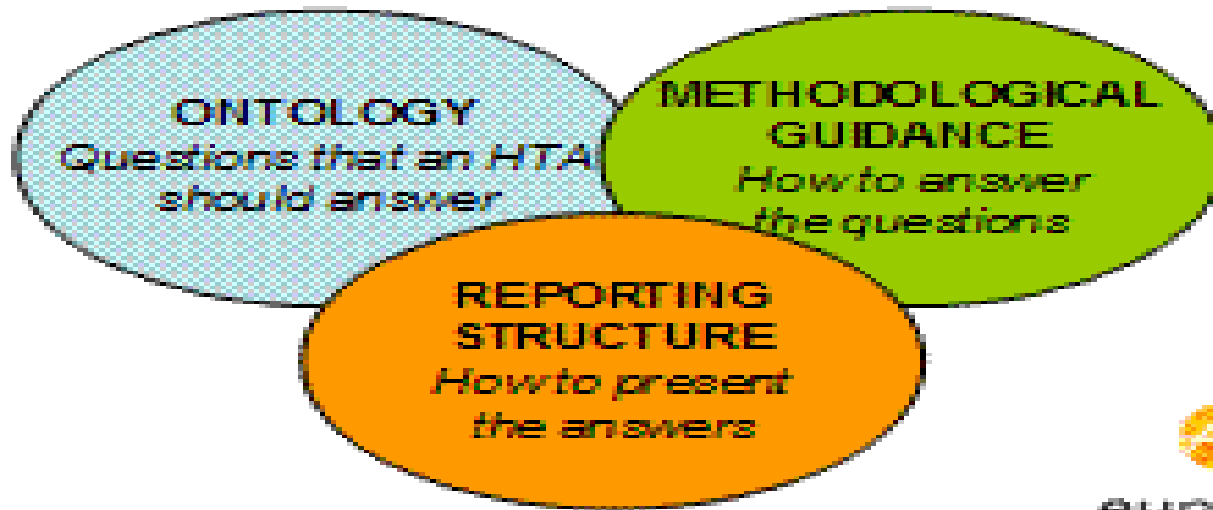 ONTOLOGY
Questions that an HTA
should answer
METHODOLOGICAL
GUIDANCE
How to answer
the questions
REPORTING
STRUCTURE
How to present
the answers